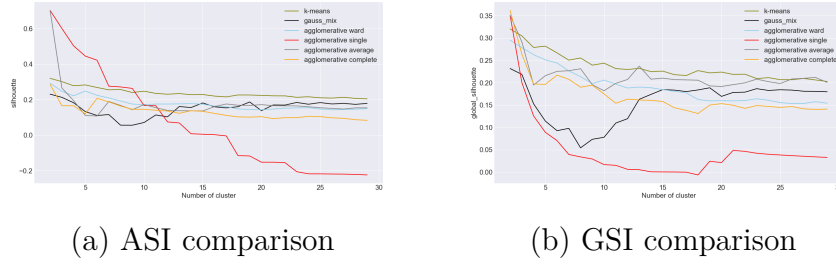 k-means
gauss_mix
agglomerative ward
agglomerative single
agglomerative average
agglomerative complete
silhouette
0.6
0.4
0.2
0.0
−0.2
5
10
15
20
25
30
Number of cluster
(a) ASI comparison
k-means
gauss_mix
agglomerative ward
agglomerative single
agglomerative average
agglomerative complete
global_silhouette
0.35
0.30
0.25
0.20
0.15
0.10
0.05
0.00
5
10
15
20
25
30
Number of cluster
(b) GSI comparison